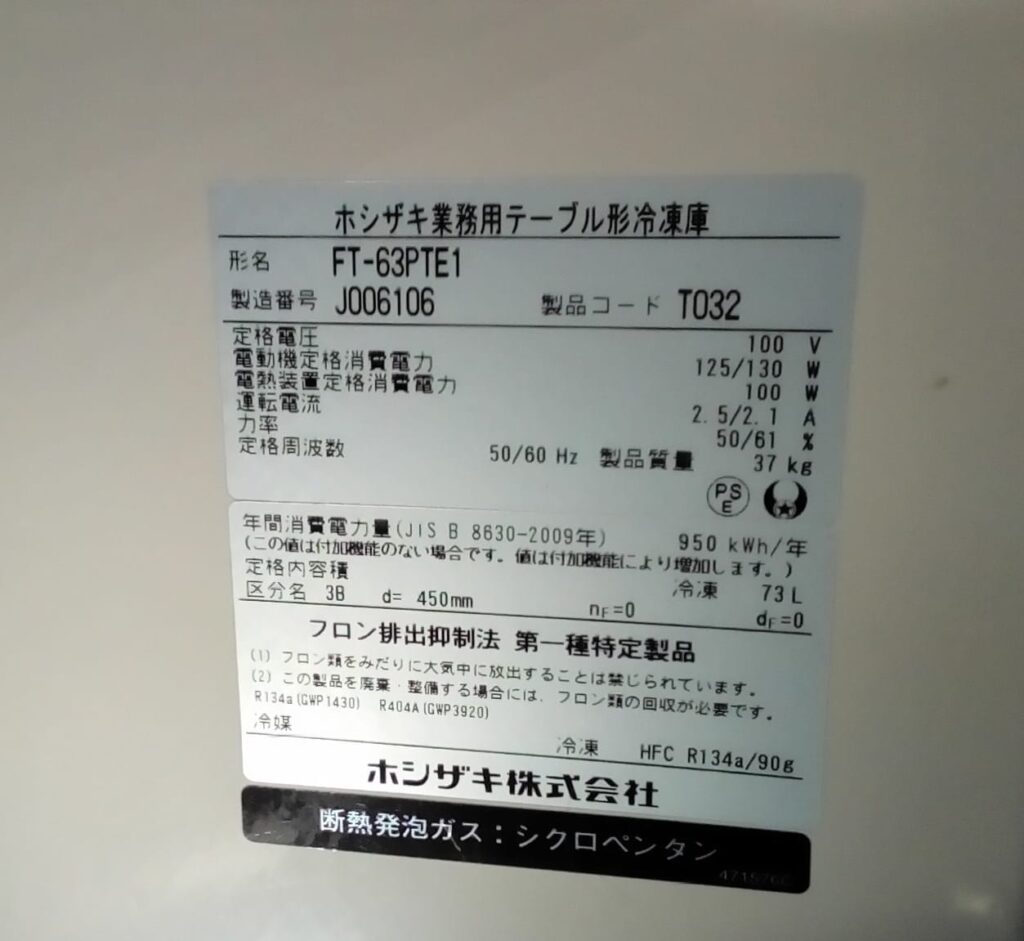 ホシザキ業務用テーブル形冷凍庫
形名 FT-63PTE1
製造番号 J006106 製品コード T032
定格電圧 100 V
電動機定格消費電力 125/130 W
電熱装置定格消費電力 100 W
運転電流 2.5/2.1 A
力率 50/61 %
定格周波数 50/60 Hz 製品質量 37 kg
PS
E
年間消費電力量(JIS B 8630-2009年) 950 kWh/年
(この値は付加機能のない場合です。値は付加機能により増加します。)
定格内容積 冷凍 73L
区分名 3B d= 450mm nF=0 dF=0
フロン排出抑制法 第一種特定製品
(1) フロン類をみだりに大気中に放出することは禁じられています。
(2) この製品を廃棄・整備する場合には、フロン類の回収が必要です。
R134a(GWP1430) R404A(GWP3920)
冷媒
冷凍 HFC R134a/90g
ホシザキ株式会社
断熱発泡ガス：シクロペンタン